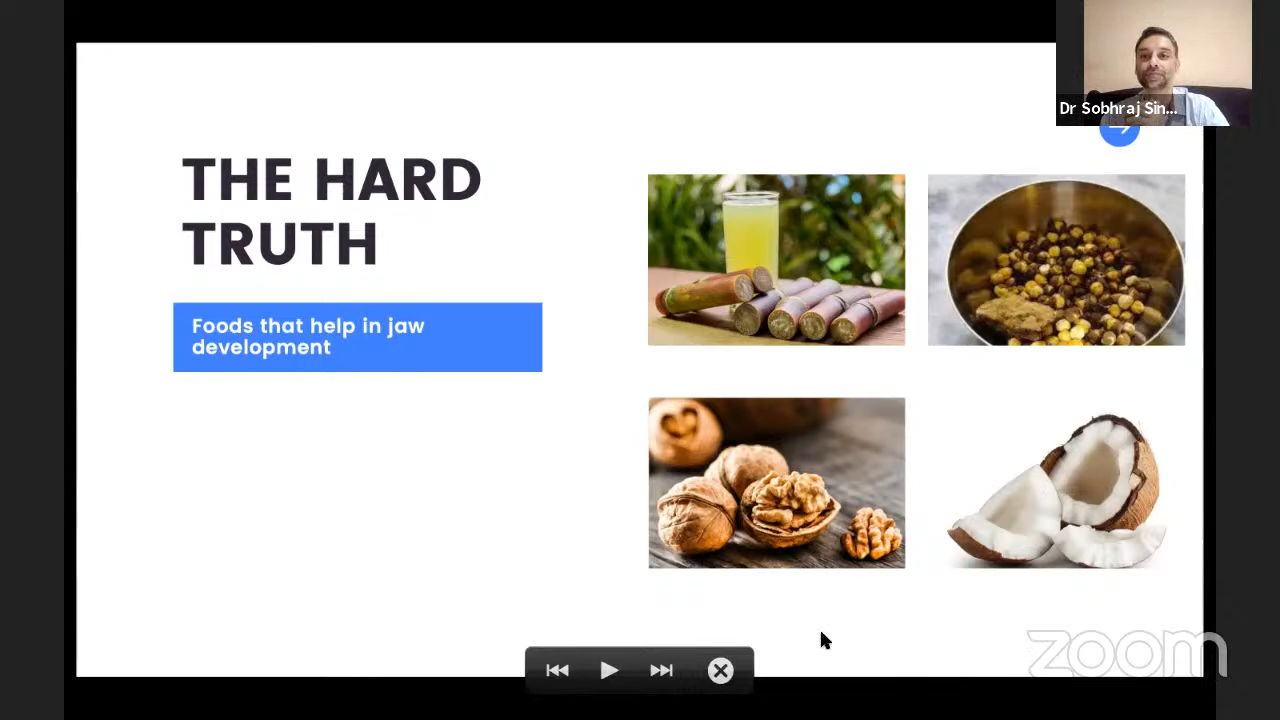 Dr Sobhraj Sin...
THE HARD
TRUTH
Foods that help in jaw
development
zoom